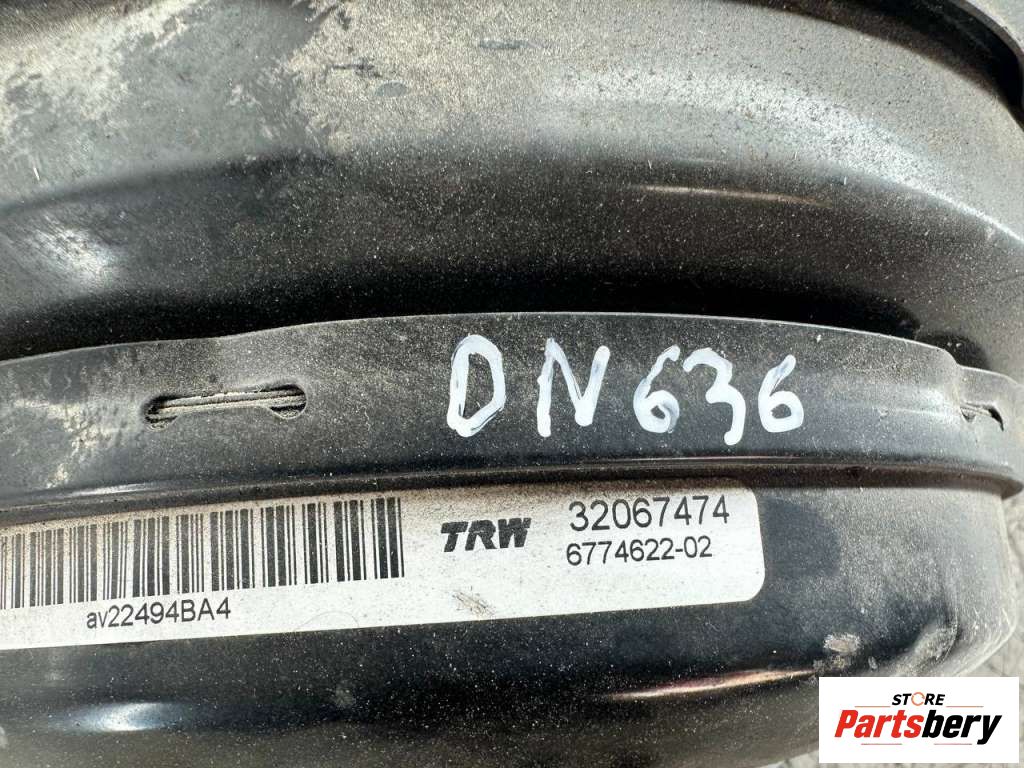 DN636
TRW 32067474
6774622-02
av22494BA4
STORE
Partsbery